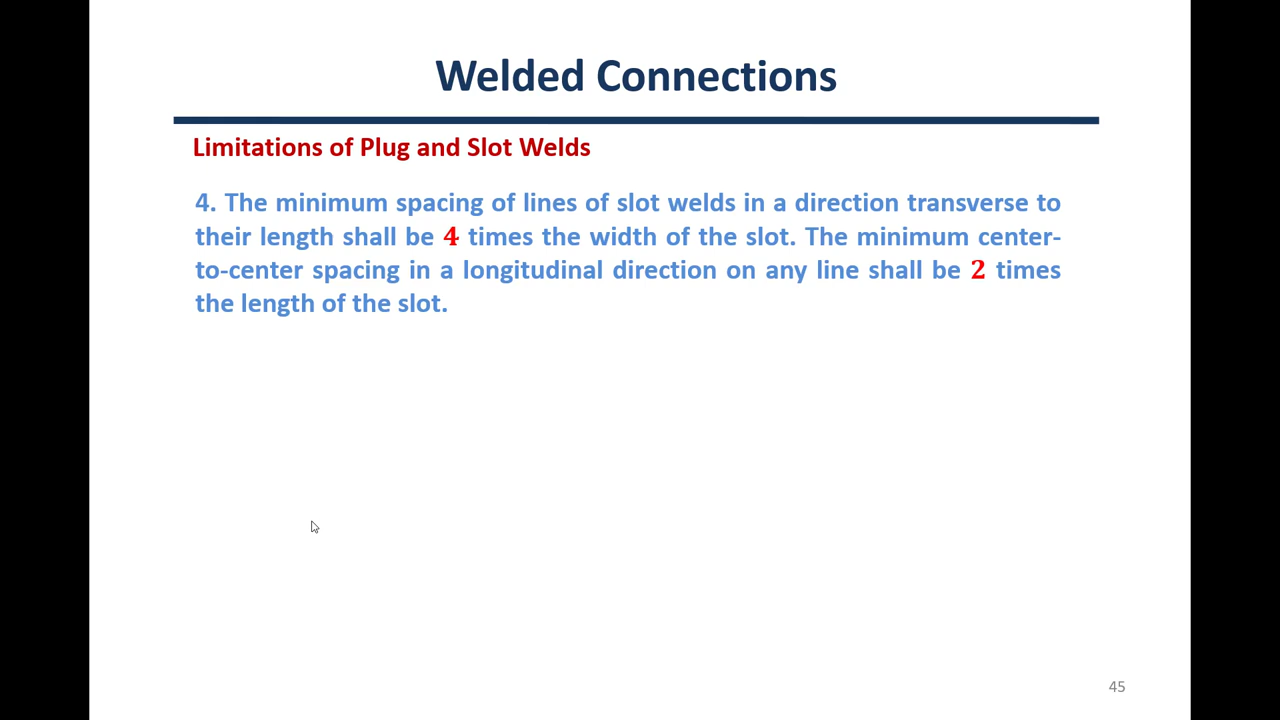 Welded Connections
Limitations of Plug and Slot Welds
4. The minimum spacing of lines of slot welds in a direction transverse to
their length shall be 4 times the width of the slot. The minimum center-
to-center spacing in a longitudinal direction on any line shall be 2 times
the length of the slot.
45